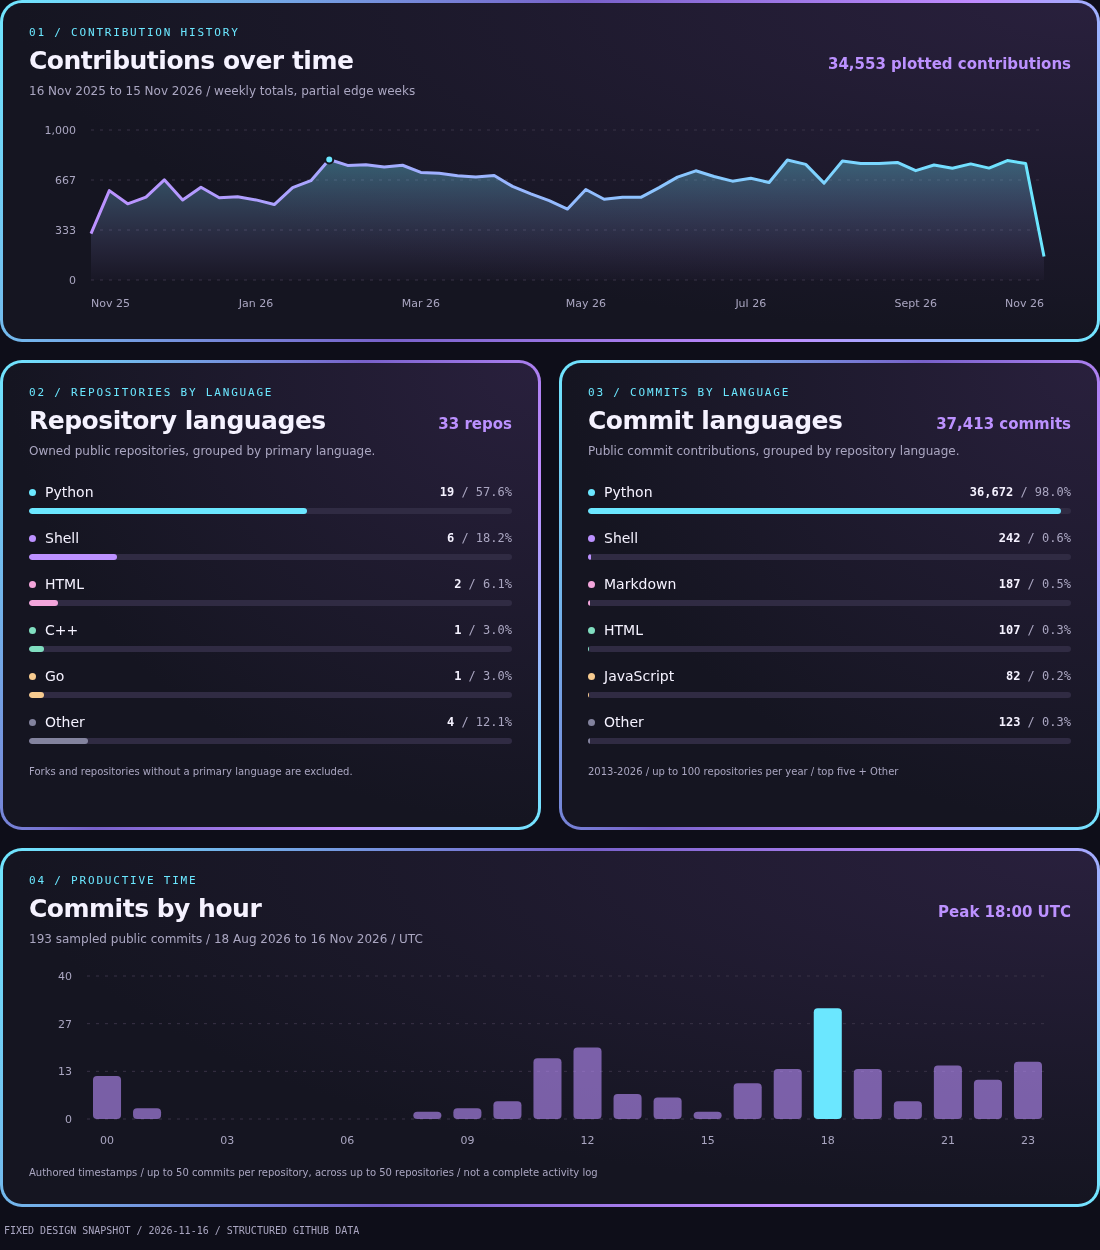 01 / CONTRIBUTION HISTORY
Contributions over time
34,553 plotted contributions
16 Nov 2025 to 15 Nov 2026 / weekly totals, partial edge weeks
1,000
667
333
0
Nov 25 Jan 26 Mar 26 May 26 Jul 26 Sept 26 Nov 26
02 / REPOSITORIES BY LANGUAGE
Repository languages
33 repos
Owned public repositories, grouped by primary language.
Python 19 / 57.6%
Shell 6 / 18.2%
HTML 2 / 6.1%
C++ 1 / 3.0%
Go 1 / 3.0%
Other 4 / 12.1%
Forks and repositories without a primary language are excluded.
03 / COMMITS BY LANGUAGE
Commit languages
37,413 commits
Public commit contributions, grouped by repository language.
Python 36,672 / 98.0%
Shell 242 / 0.6%
Markdown 187 / 0.5%
HTML 107 / 0.3%
JavaScript 82 / 0.2%
Other 123 / 0.3%
2013-2026 / up to 100 repositories per year / top five + Other
04 / PRODUCTIVE TIME
Commits by hour
Peak 18:00 UTC
193 sampled public commits / 18 Aug 2026 to 16 Nov 2026 / UTC
40
27
13
0
00 03 06 09 12 15 18 21 23
Authored timestamps / up to 50 commits per repository, across up to 50 repositories / not a complete activity log
FIXED DESIGN SNAPSHOT / 2026-11-16 / STRUCTURED GITHUB DATA